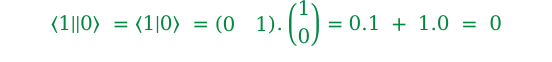 ⟨1||0⟩ = ⟨1|0⟩ = (0 1). (1 0) = 0.1 + 1.0 = 0